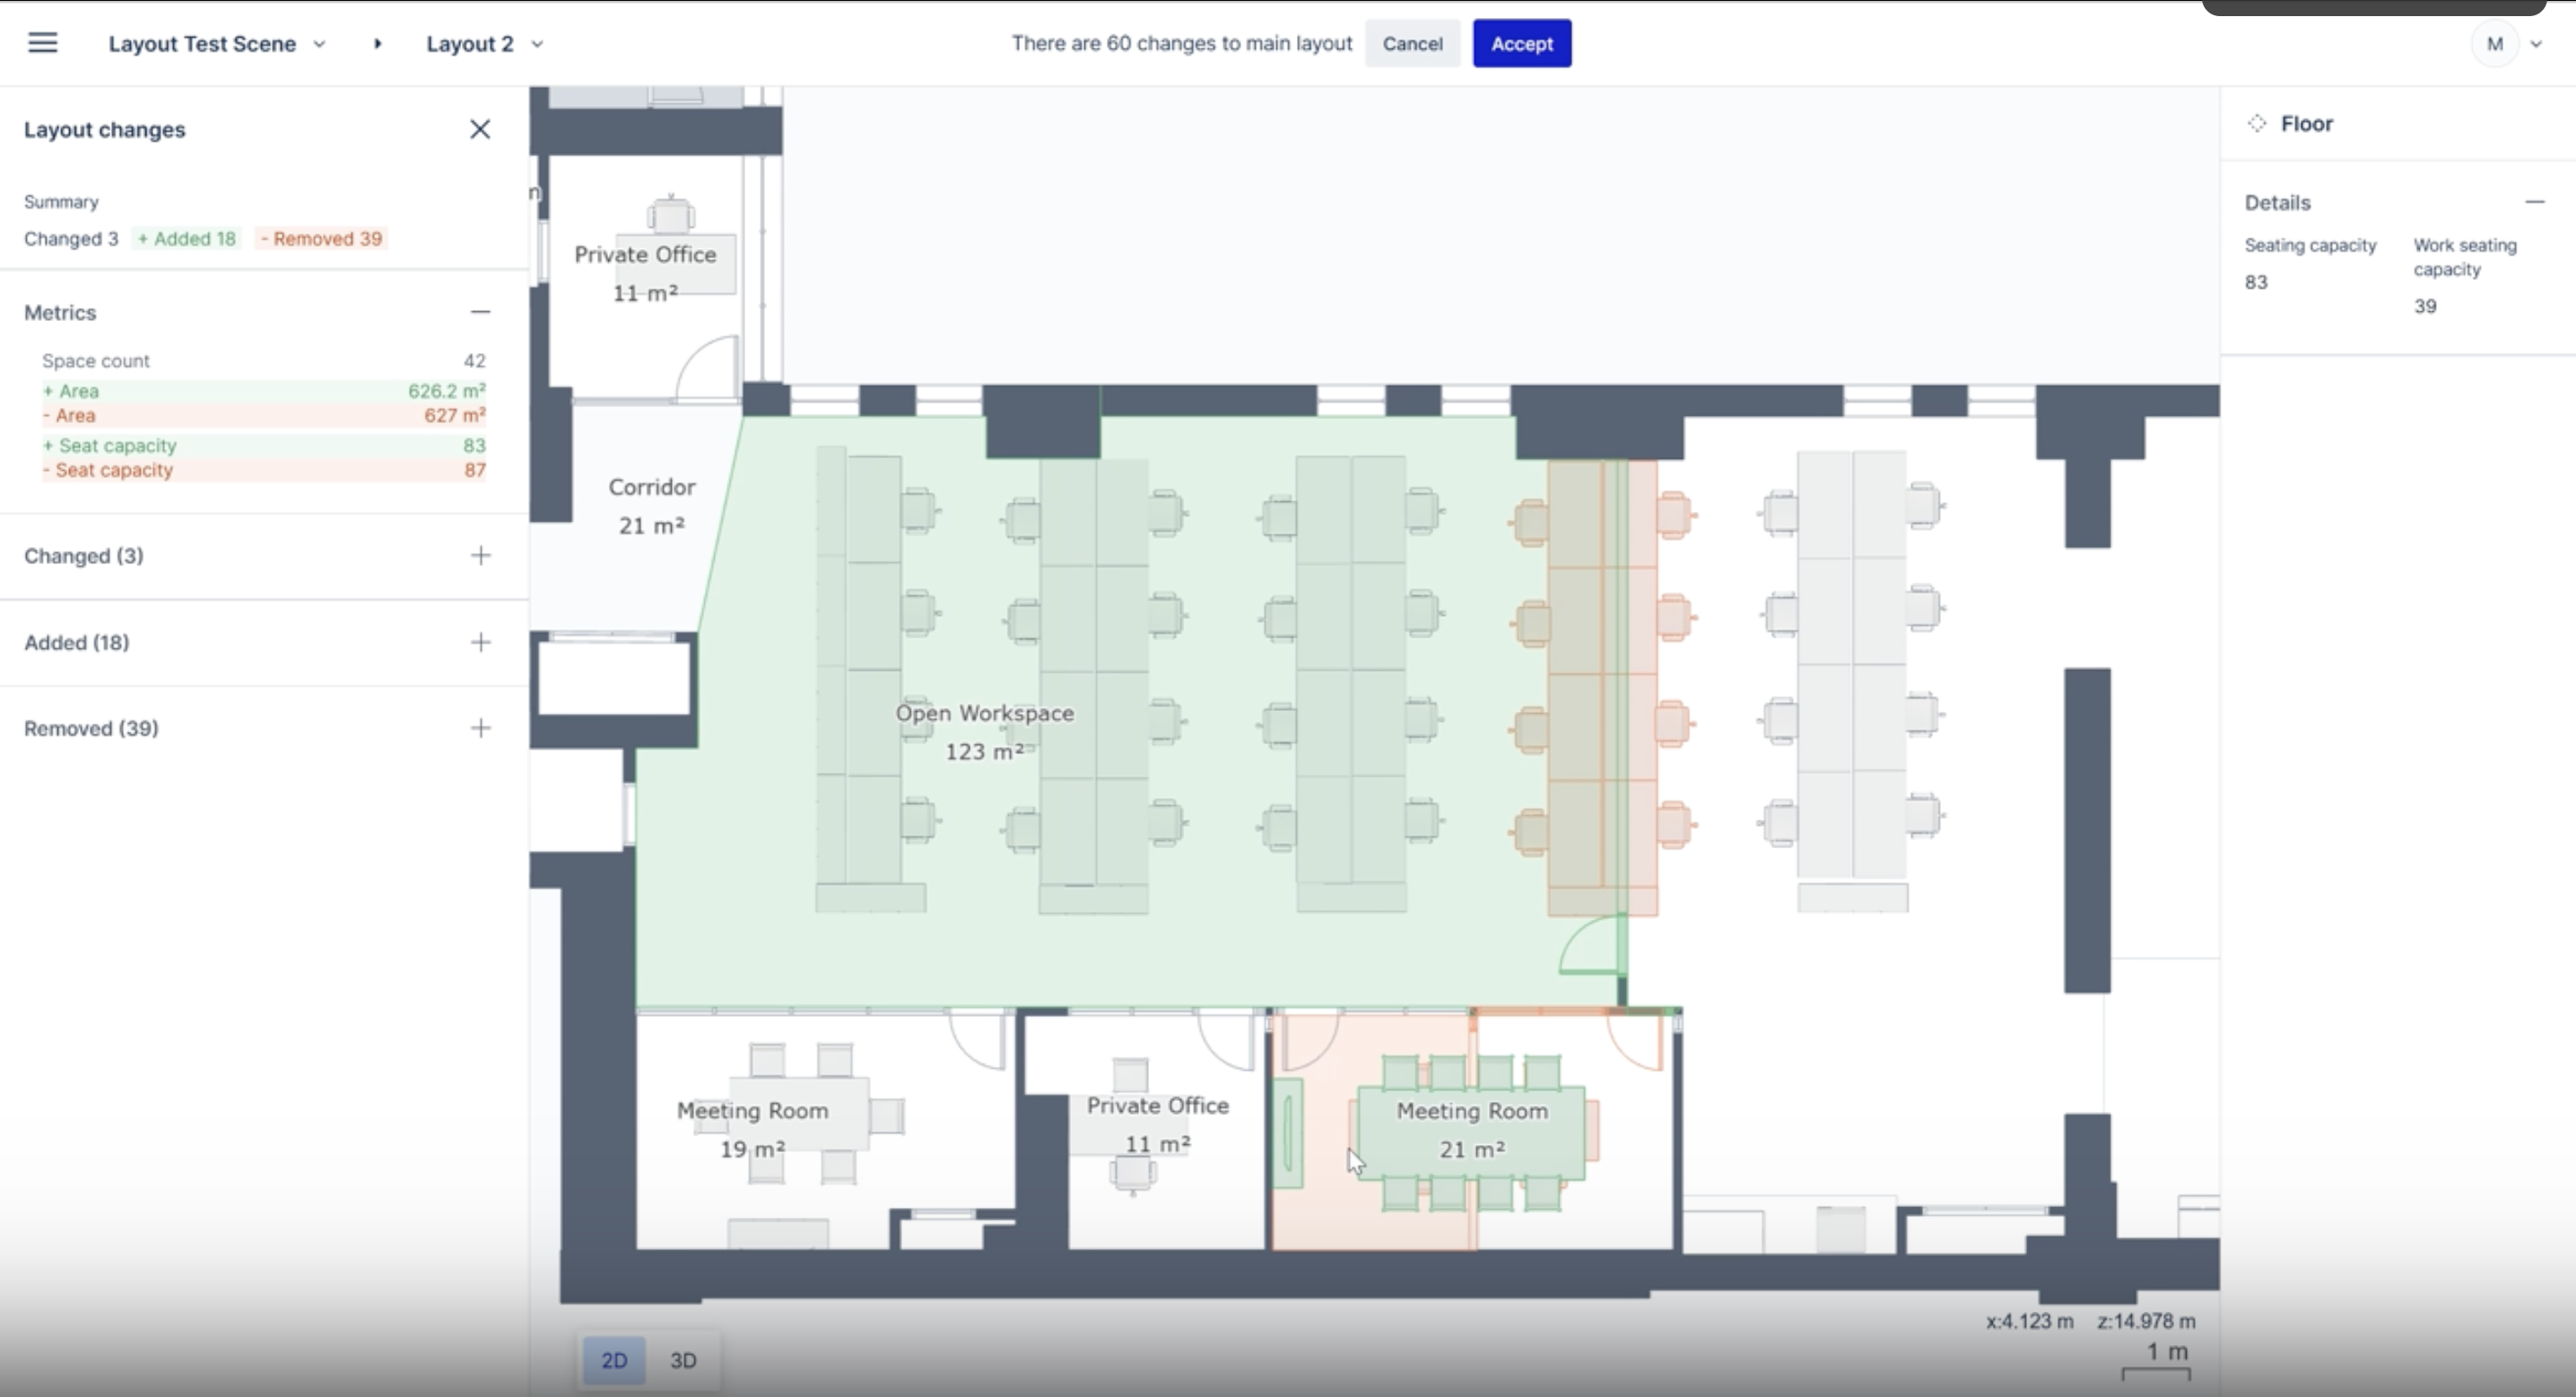 Layout Test Scene
Layout 2
There are 60 changes to main layout
Cancel
Accept
M
Layout changes
Summary
Changed 3 + Added 18 - Removed 39
Metrics
Space count 42
+ Area 626.2 m²
- Area 627 m²
+ Seat capacity 83
- Seat capacity 87
Changed (3)
Added (18)
Removed (39)
Private Office
11 m²
Corridor
21 m²
Open Workspace
123 m²
Meeting Room
19 m²
Private Office
11 m²
Meeting Room
21 m²
2D 3D
x:4.123 m z:14.978 m
1 m
Floor
Details
Seating capacity
83
Work seating
capacity
39